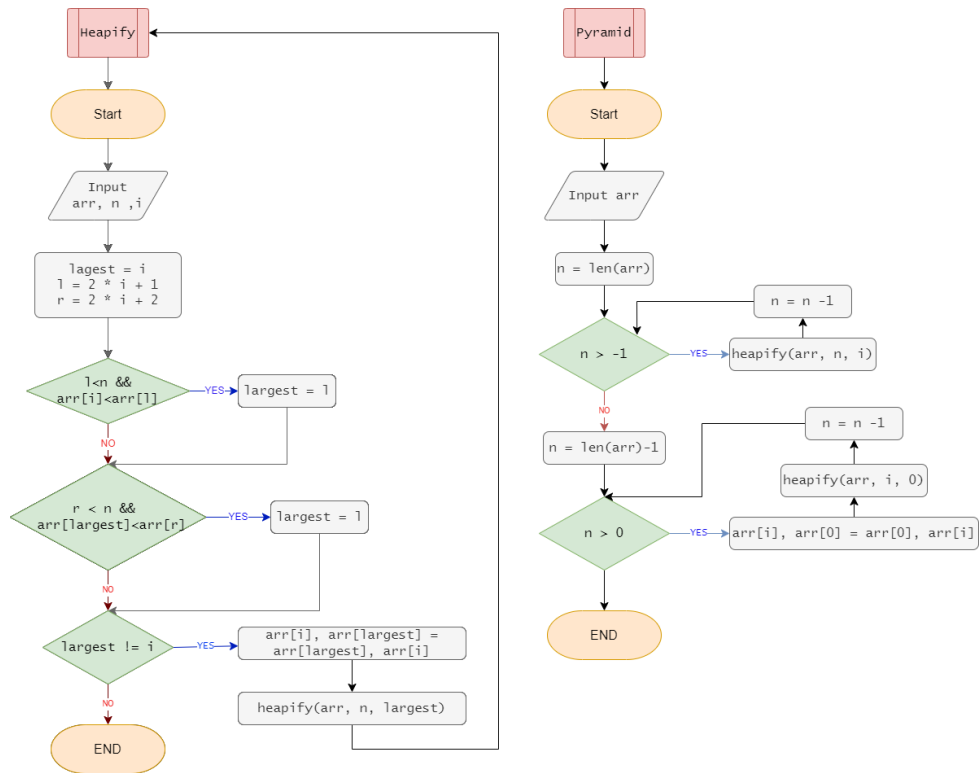 Heapify
Start
Input
arr, n ,i
lagest = i
l = 2 * i + 1
r = 2 * i + 2
l<n &&
arr[i]<arr[l]
YES
largest = l
NO
r < n &&
arr[largest]<arr[r]
YES
largest = l
NO
largest != i
YES
arr[i], arr[largest] =
arr[largest], arr[i]
heapify(arr, n, largest)
NO
END
Pyramid
Start
Input arr
n = len(arr)
n > -1
YES
heapify(arr, n, i)
n = n -1
NO
n = len(arr)-1
n > 0
YES
arr[i], arr[0] = arr[0], arr[i]
heapify(arr, i, 0)
n = n -1
END